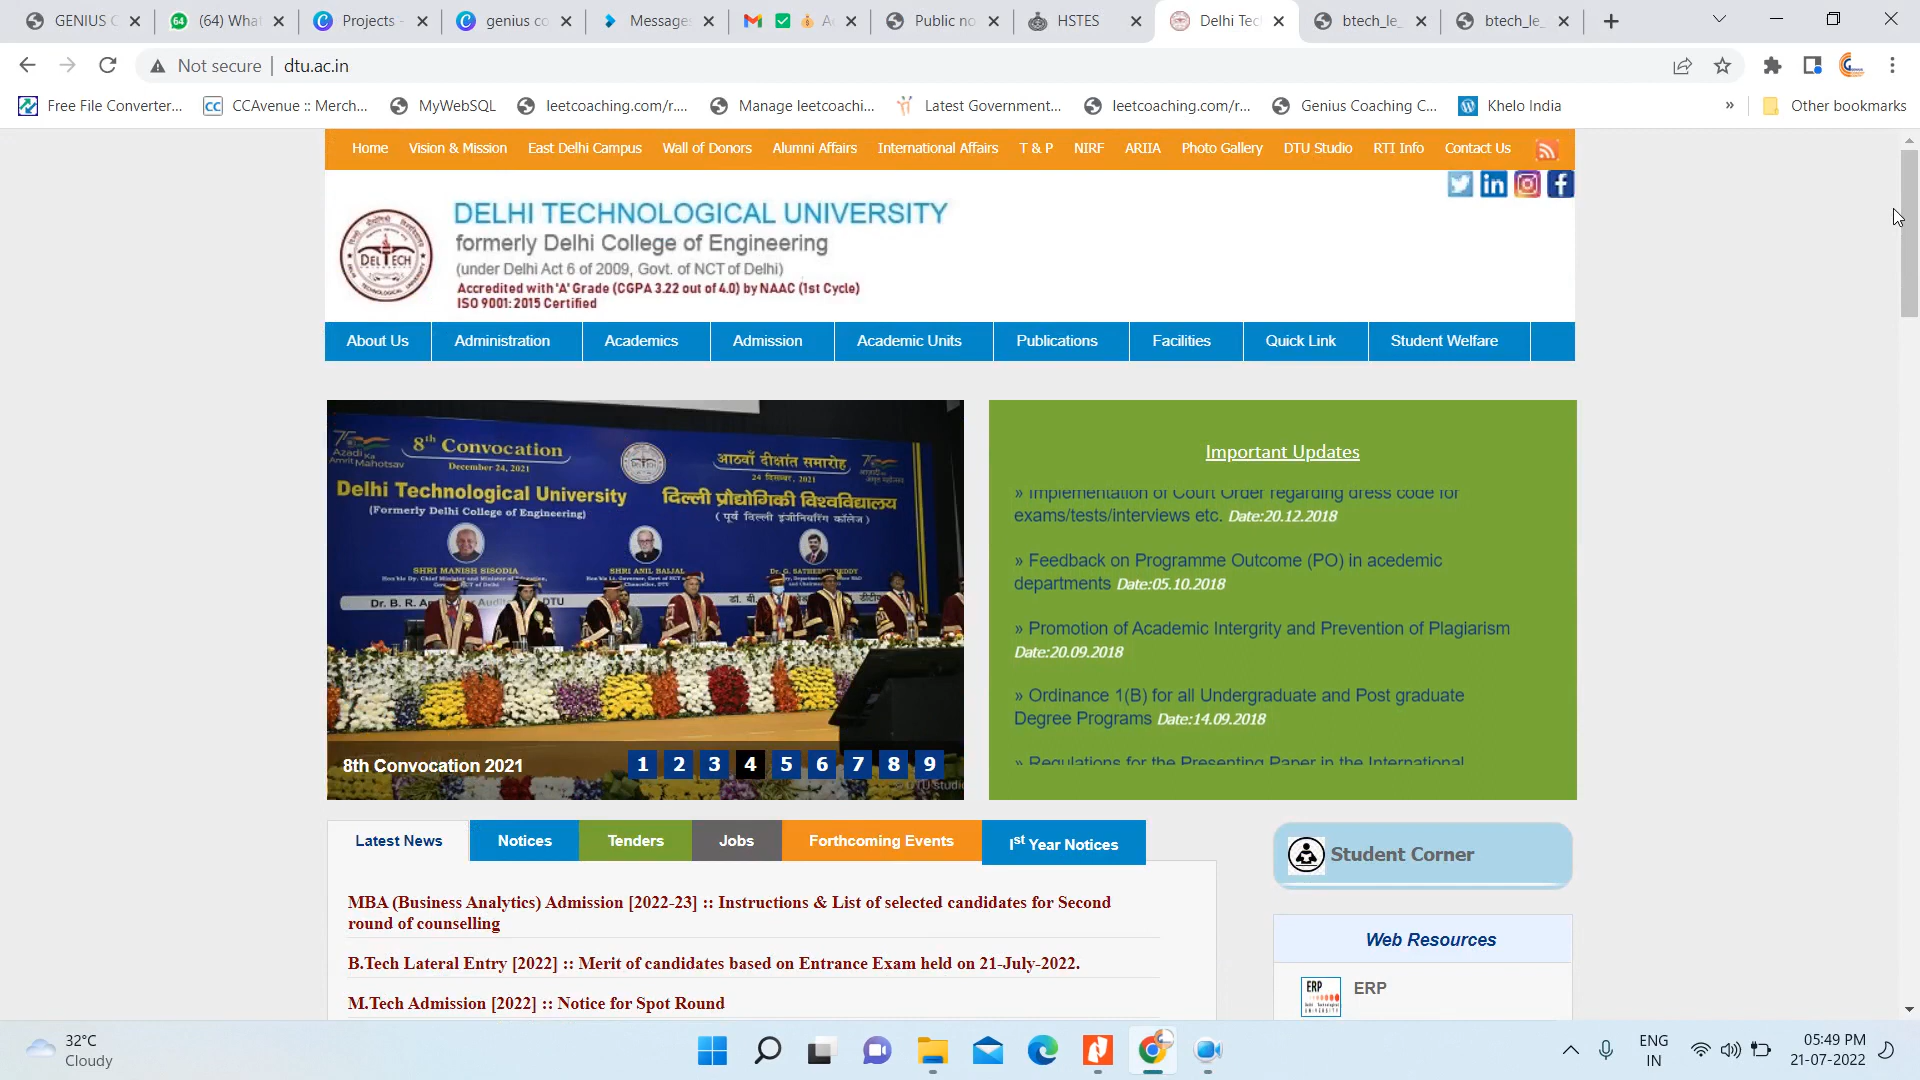 GENIUS C
(64) What
Projects -
genius co
Messages
Public no
HSTES
Delhi Tec
btech_le_
btech_le_
Not secure
dtu.ac.in
Free File Converter...
CCAvenue :: Merch...
MyWebSQL
leetcoaching.com/r....
Manage leetcoachi...
Latest Government...
leetcoaching.com/r...
Genius Coaching C...
Khelo India
»
Other bookmarks
Home
Vision & Mission
East Delhi Campus
Wall of Donors
Alumni Affairs
International Affairs
T & P
NIRF
ARIIA
Photo Gallery
DTU Studio
RTI Info
Contact Us
DELTECH
DELHI TECHNOLOGICAL UNIVERSITY
formerly Delhi College of Engineering
(under Delhi Act 6 of 2009, Govt. of NCT of Delhi)
Accredited with 'A' Grade (CGPA 3.22 out of 4.0) by NAAC (1st Cycle)
ISO 9001: 2015 Certified
About Us
Administration
Academics
Admission
Academic Units
Publications
Facilities
Quick Link
Student Welfare
Azadi Ka
Amrit Mahotsav
8th Convocation
December 24, 2021
आठवाँ दीक्षांत समारोह
24 दिसम्बर, 2021
Delhi Technological University
(Formerly Delhi College of Engineering)
दिल्ली प्रौद्योगिकी विश्वविद्यालय
( पूर्व दिल्ली इंजीनियरिंग कॉलेज )
SHRI MANISH SISODIA
SHRI ANIL BAIJAL
Dr. G. SATHEESH REDDY
8th Convocation 2021
1 2 3 4 5 6 7 8 9
© DTU studio
Important Updates
» Implementation of Court Order regarding dress code for
exams/tests/interviews etc. Date:20.12.2018
» Feedback on Programme Outcome (PO) in acedemic
departments Date:05.10.2018
» Promotion of Academic Intergrity and Prevention of Plagiarism
Date:20.09.2018
» Ordinance 1(B) for all Undergraduate and Post graduate
Degree Programs Date:14.09.2018
» Regulations for the Presenting Paper in the International
Latest News
Notices
Tenders
Jobs
Forthcoming Events
Ist Year Notices
MBA (Business Analytics) Admission [2022-23] :: Instructions & List of selected candidates for Second
round of counselling
B.Tech Lateral Entry [2022] :: Merit of candidates based on Entrance Exam held on 21-July-2022.
M.Tech Admission [2022] :: Notice for Spot Round
Student Corner
Web Resources
ERP
ERP
32°C
Cloudy
ENG
IN
05:49 PM
21-07-2022